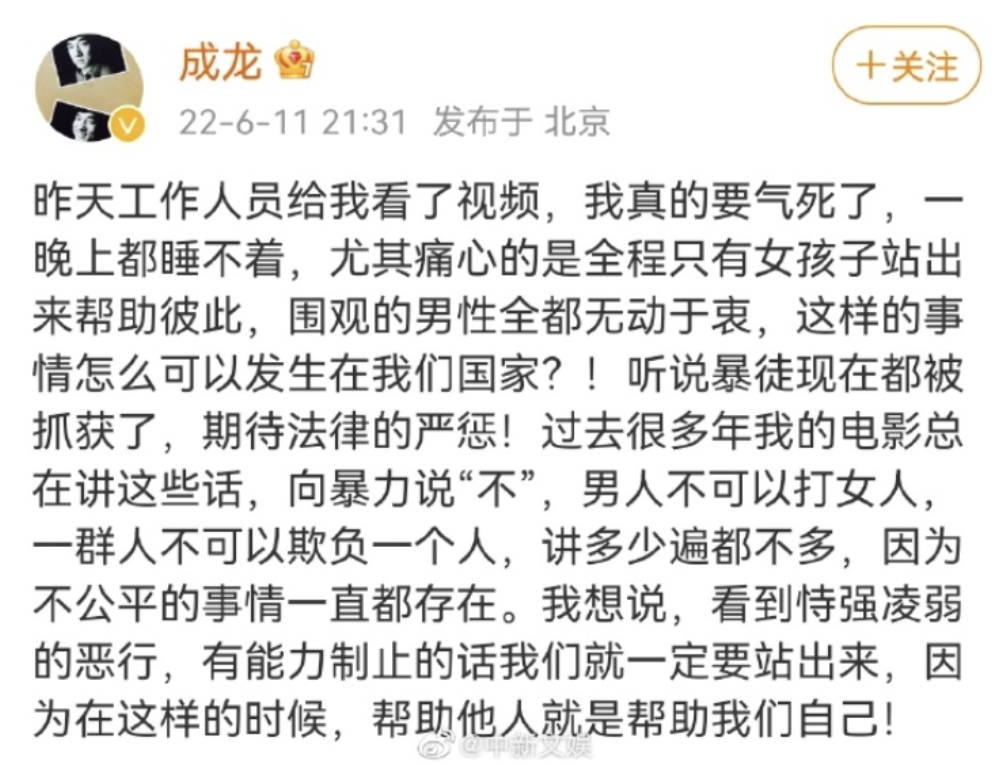 成龙
+关注
22-6-11 21:31 发布于 北京
昨天工作人员给我看了视频，我真的要气死了，一
晚上都睡不着，尤其痛心的是全程只有女孩子站出
来帮助彼此，围观的男性全都无动于衷，这样的事
情怎么可以发生在我们国家？！听说暴徒现在都被
抓获了，期待法律的严惩！过去很多年我的电影总
在讲这些话，向暴力说“不”，男人不可以打女人，
一群人不可以欺负一个人，讲多少遍都不多，因为
不公平的事情一直都存在。我想说，看到恃强凌弱
的恶行，有能力制止的话我们就一定要站出来，因
为在这样的时候，帮助他人就是帮助我们自己！
@中新文娱